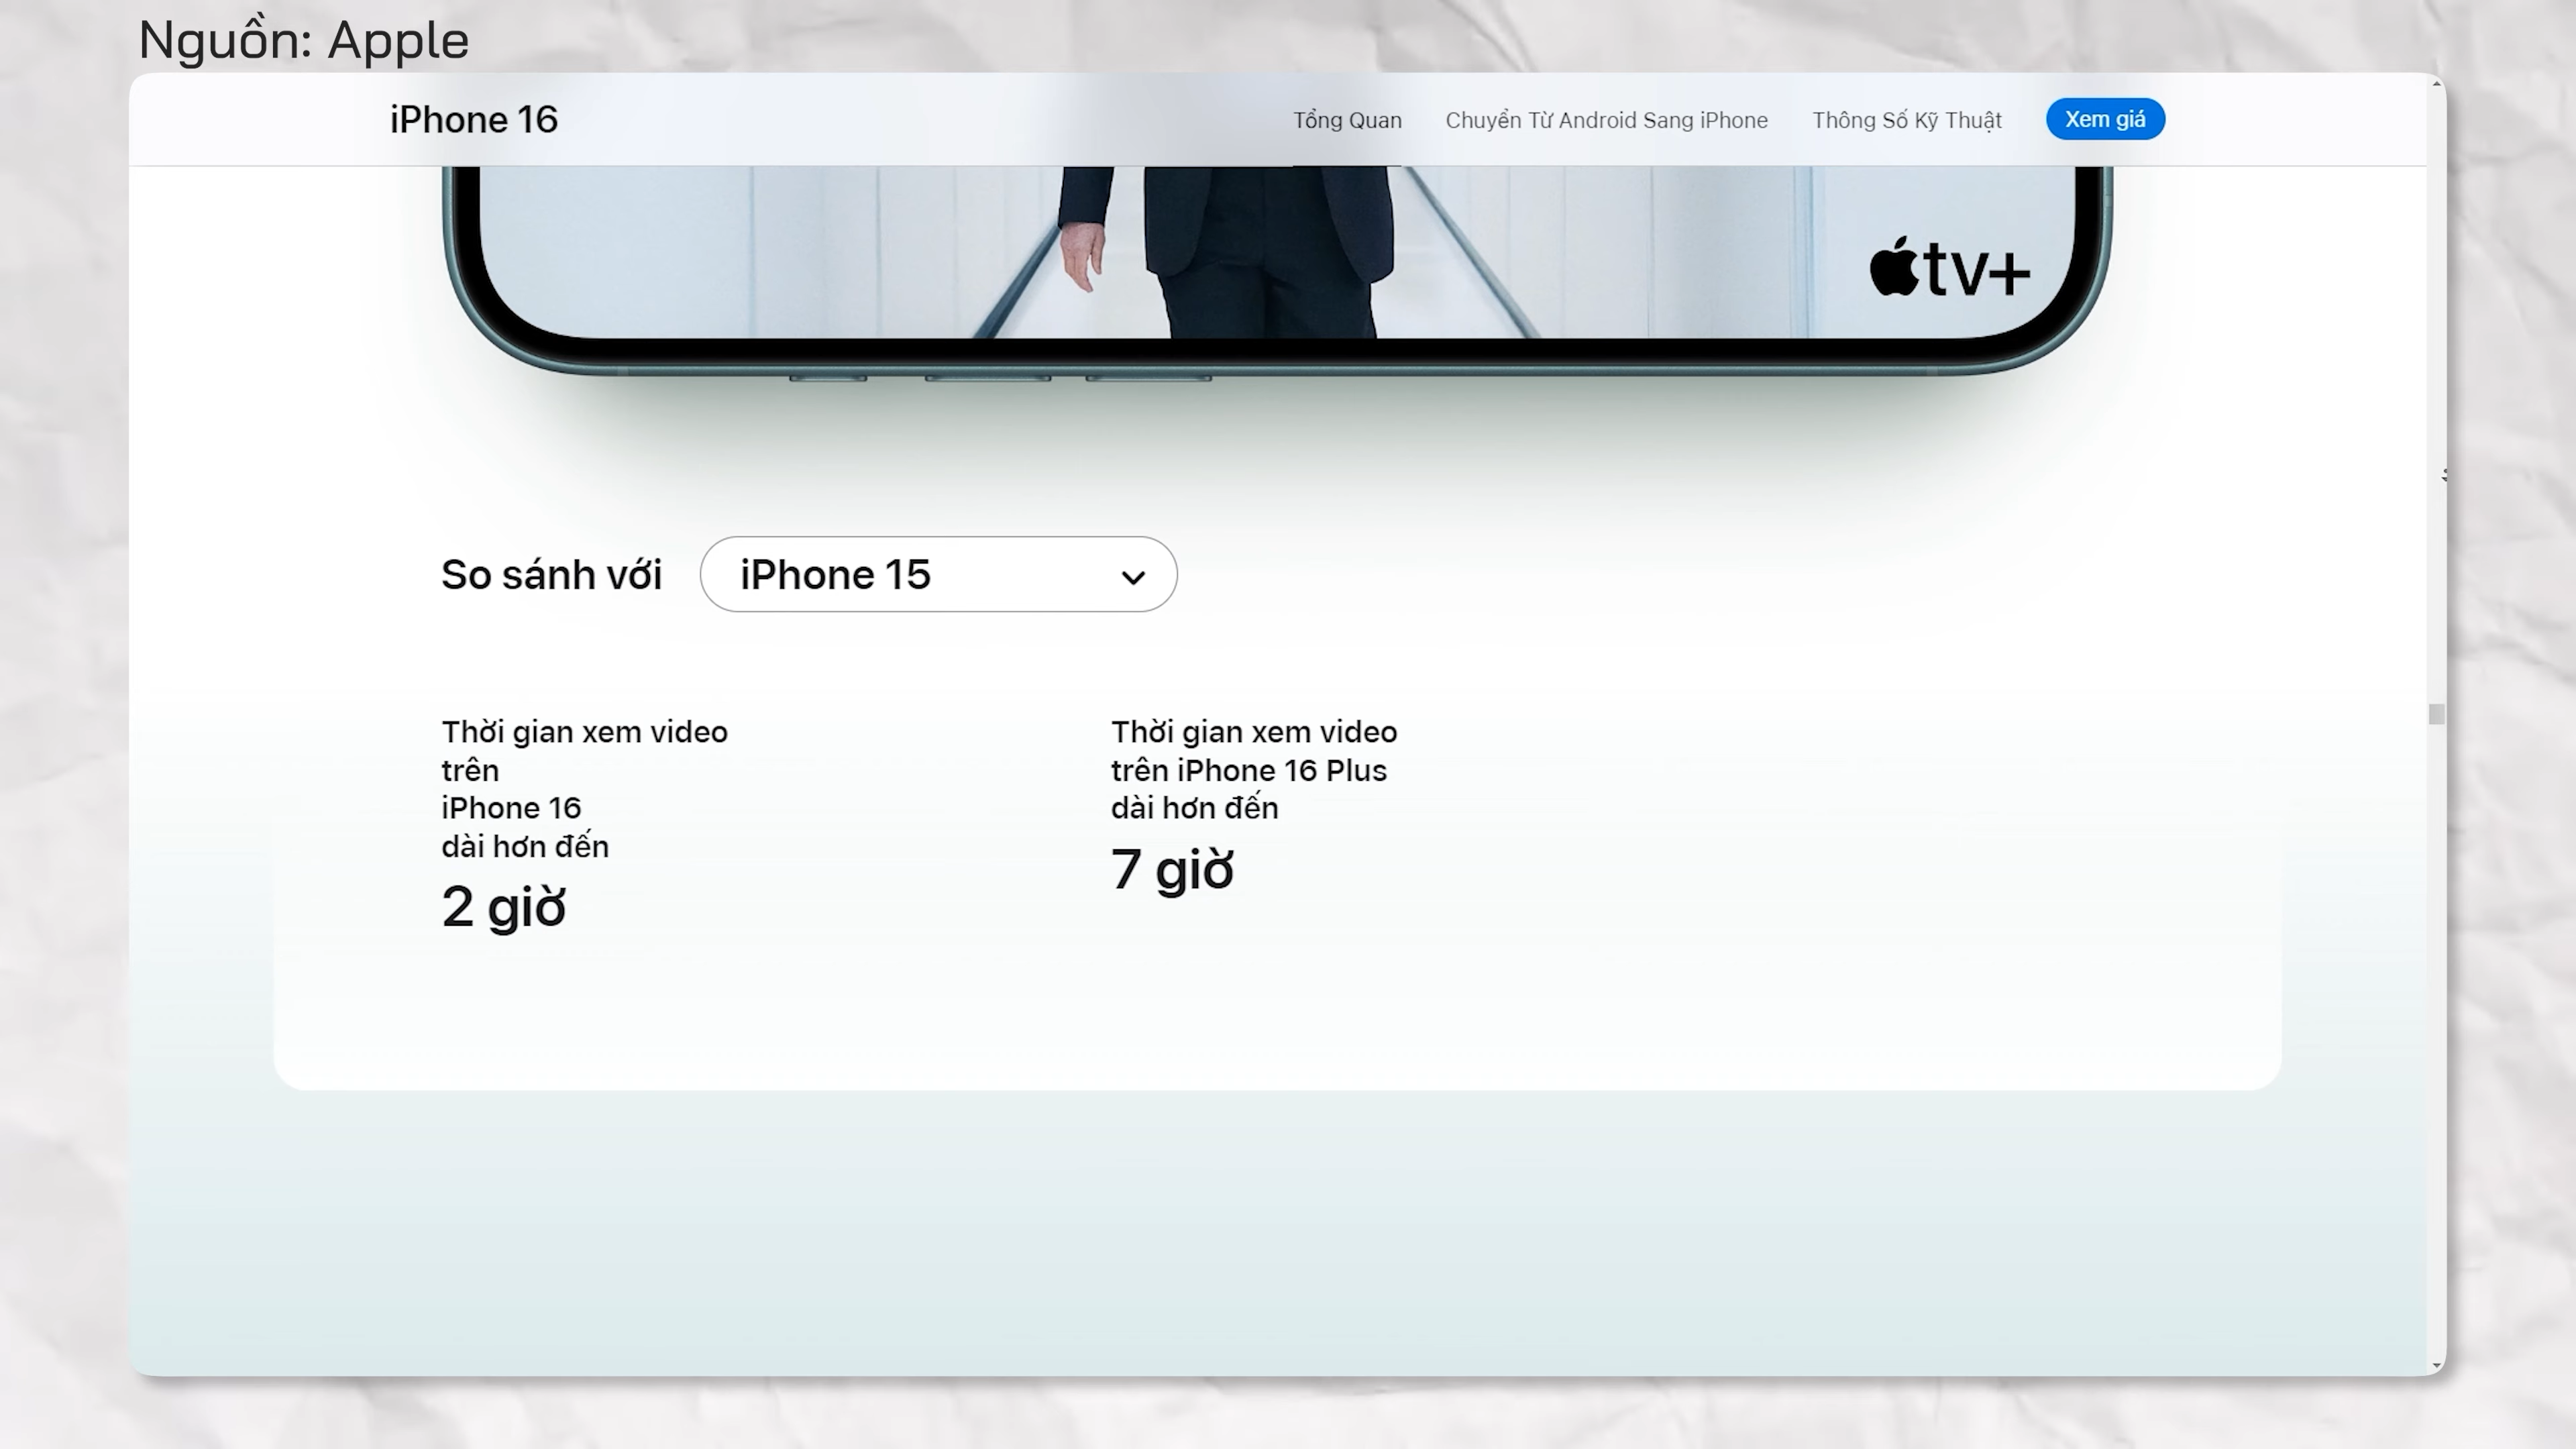 Nguồn: Apple
iPhone 16
Tổng Quan
Chuyển Từ Android Sang iPhone
Thông Số Kỹ Thuật
Xem giá
tv+
So sánh với
iPhone 15
Thời gian xem video
trên
iPhone 16
dài hơn đến
2 giờ
Thời gian xem video
trên iPhone 16 Plus
dài hơn đến
7 giờ